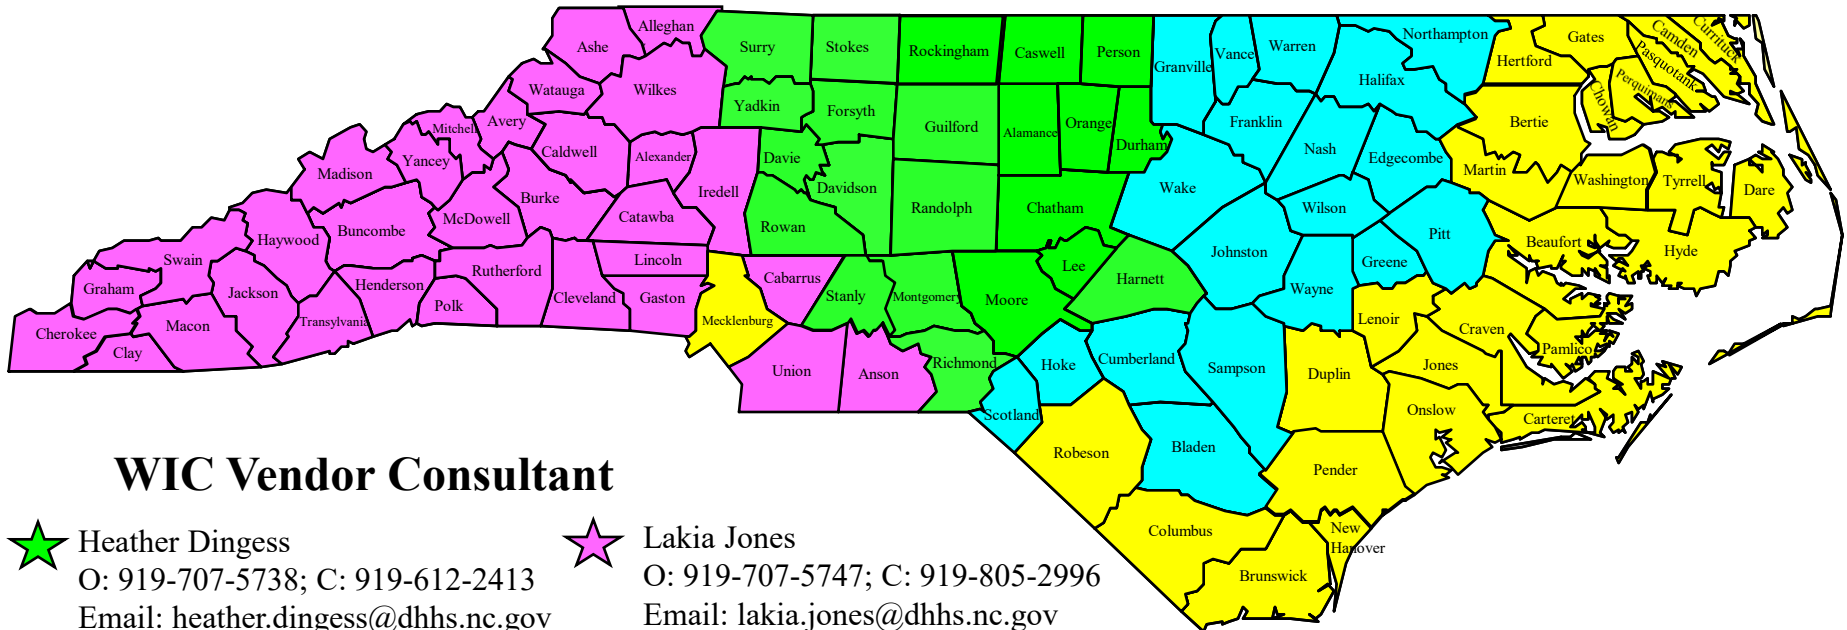 Alleghan
Ashe
Surry
Stokes
Rockingham
Caswell
Person
Granville
Vance
Warren
Northampton
Halifax
Hertford
Gates
Camden
Currituck
Pasquotank
Perquimans
Chowan
Watauga
Wilkes
Yadkin
Forsyth
Guilford
Alamance
Orange
Durham
Franklin
Nash
Edgecombe
Bertie
Martin
Washington
Tyrrell
Dare
Mitchell
Avery
Caldwell
Alexander
Iredell
Davie
Davidson
Randolph
Chatham
Wake
Wilson
Pitt
Beaufort
Hyde
Madison
Yancey
Burke
Catawba
Rowan
Johnston
Greene
Haywood
Buncombe
McDowell
Swain
Rutherford
Lincoln
Cabarrus
Lee
Harnett
Wayne
Graham
Jackson
Henderson
Polk
Cleveland
Gaston
Stanly
Montgomery
Moore
Lenoir
Craven
Cherokee
Macon
Transylvania
Mecklenburg
Clay
Union
Anson
Richmond
Hoke
Cumberland
Sampson
Duplin
Jones
Pamlico
Scotland
Onslow
Carteret
Robeson
Bladen
Pender
Columbus
New
Hanover
Brunswick
WIC Vendor Consultant
Heather Dingess
O: 919-707-5738; C: 919-612-2413
Email: heather.dingess@dhhs.nc.gov
Lakia Jones
O: 919-707-5747; C: 919-805-2996
Email: lakia.jones@dhhs.nc.gov